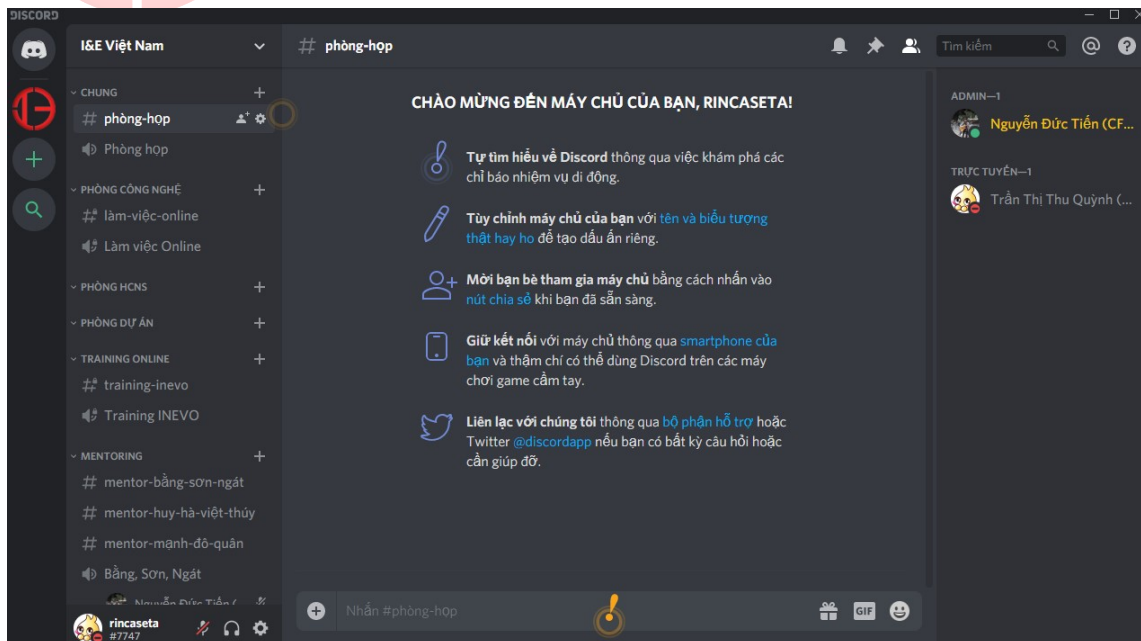 DISCORD
I&E Việt Nam
CHUNG
phòng-họp
Phòng họp
PHÒNG CÔNG NGHỆ
làm-việc-online
Làm việc Online
PHÒNG HCNS
PHÒNG DỰ ÁN
TRAINING ONLINE
training-inevo
Training INEVO
MENTORING
mentor-bằng-sơn-ngát
mentor-huy-hà-việt-thúy
mentor-mạnh-đô-quân
Bằng, Sơn, Ngát
Nguyễn Đức Tiến (
rincaseta
#7747
# phòng-họp
CHÀO MỪNG ĐẾN MÁY CHỦ CỦA BẠN, RINCASETA!
Tự tìm hiểu về Discord thông qua việc khám phá các
chỉ báo nhiệm vụ di động.
Tùy chỉnh máy chủ của bạn với tên và biểu tượng
thật hay ho để tạo dấu ấn riêng.
Mời bạn bè tham gia máy chủ bằng cách nhấn vào
nút chia sẻ khi bạn đã sẵn sàng.
Giữ kết nối với máy chủ thông qua smartphone của
bạn và thậm chí có thể dùng Discord trên các máy
chơi game cầm tay.
Liên lạc với chúng tôi thông qua bộ phận hỗ trợ hoặc
Twitter @discordapp nếu bạn có bất kỳ câu hỏi hoặc
cần giúp đỡ.
Nhắn #phòng-họp
GIF
Tìm kiếm
ADMIN—1
Nguyễn Đức Tiến (CF...
TRỰC TUYẾN—1
Trần Thị Thu Quỳnh (...